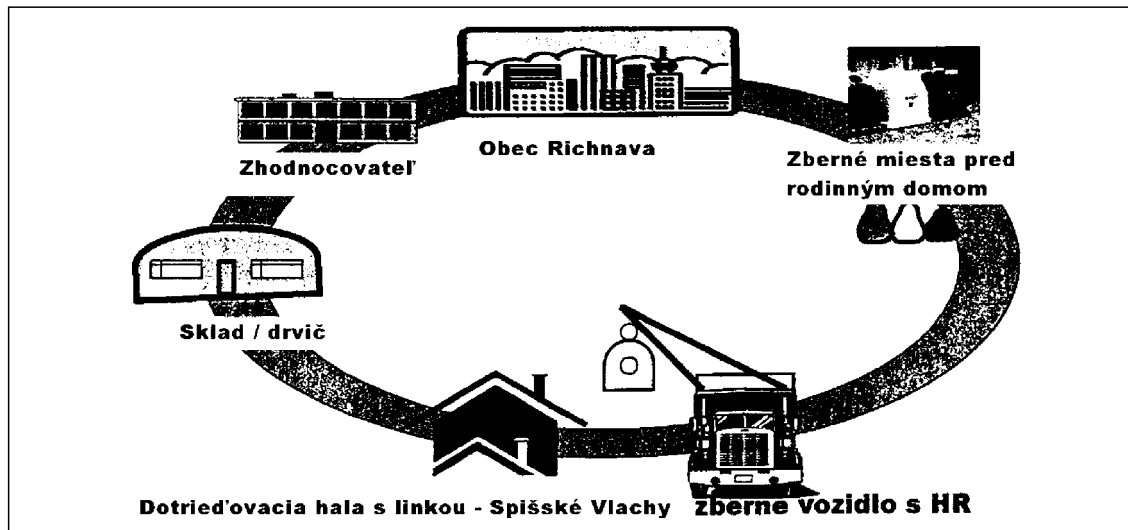 Obec Richnava
Zhodnocovateľ
Zberné miesta pred
rodinným domom
Sklad / drvič
Dotrieďovacia hala s linkou - Spišské Vlachy
zberne vozidlo s HR